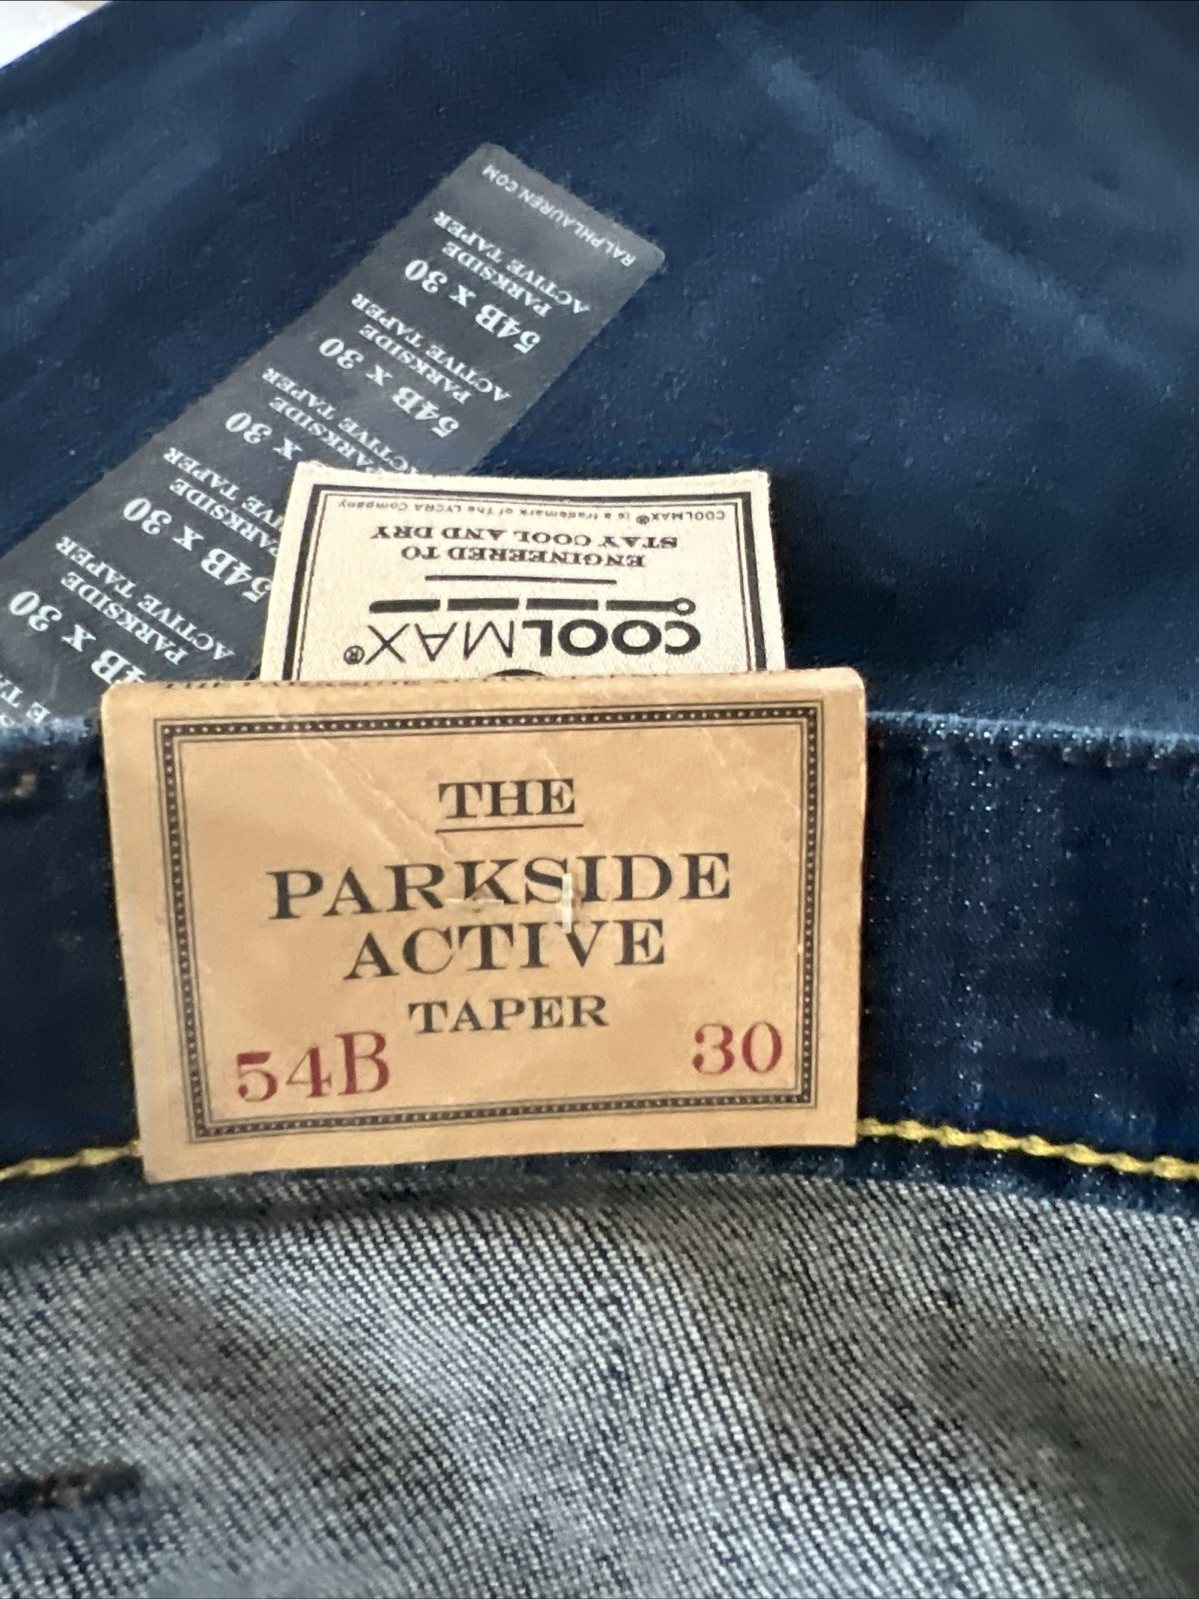 RALPHLAUREN.COM
PARKSIDE
ACTIVE TAPER
54B x 30
PARKSIDE
ACTIVE TAPER
54B x 30
PARKSIDE
ACTIVE TAPER
X 30
PARKSIDE
TAPER
54B x 30
PARKSIDE
ACTIVE TAPER
4B x 30
COOLMAX® is a trademark of The LYCRA Company
ENGINEERED TO
STAY COOL AND DRY
COOLMAX®
THE
PARKSIDE
ACTIVE
TAPER
54B 30